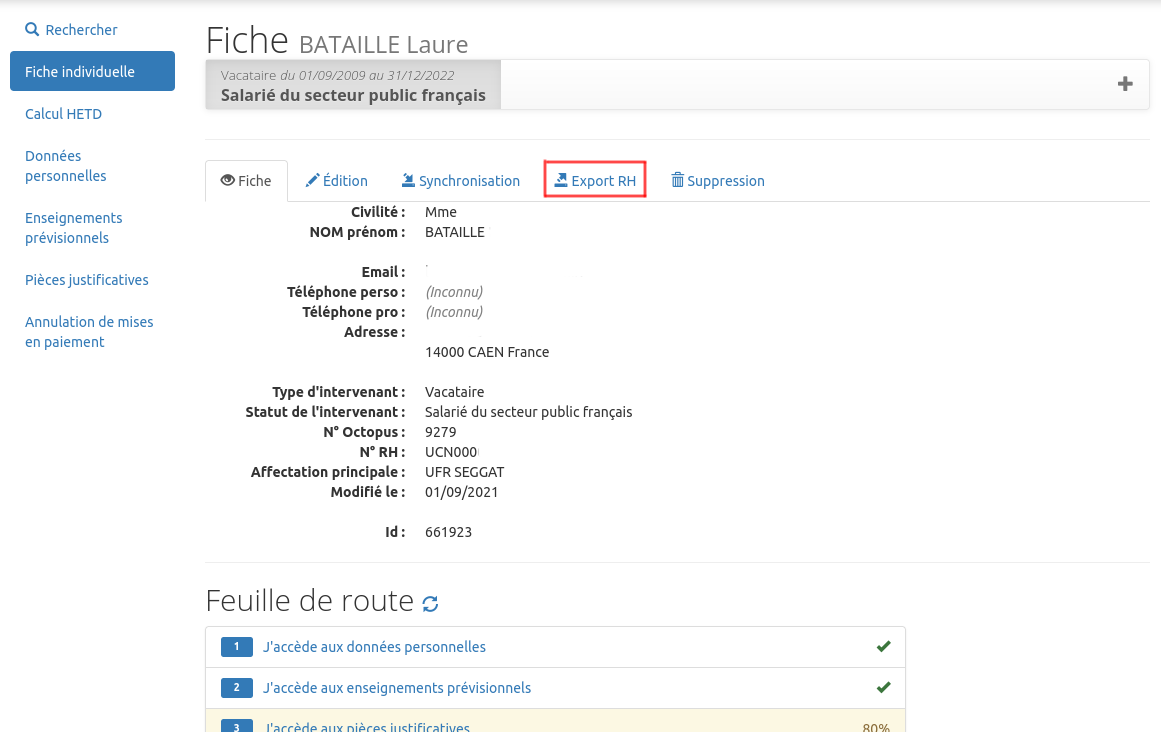 Rechercher
Fiche individuelle
Calcul HETD
Données
personnelles
Enseignements
prévisionnels
Pièces justificatives
Annulation de mises
en paiement
Fiche BATAILLE Laure
Vacataire du 01/09/2009 au 31/12/2022
Salarié du secteur public français
Fiche Édition Synchronisation Export RH Suppression
Civilité : Mme
NOM prénom : BATAILLE
Email :
Téléphone perso : (Inconnu)
Téléphone pro : (Inconnu)
Adresse :
14000 CAEN France
Type d'intervenant : Vacataire
Statut de l'intervenant : Salarié du secteur public français
N° Octopus : 9279
N° RH : UCN000
Affectation principale : UFR SEGGAT
Modifié le : 01/09/2021
Id : 661923
Feuille de route
1 J'accède aux données personnelles
2 J'accède aux enseignements prévisionnels
3 J'accède aux pièces justificatives 80%